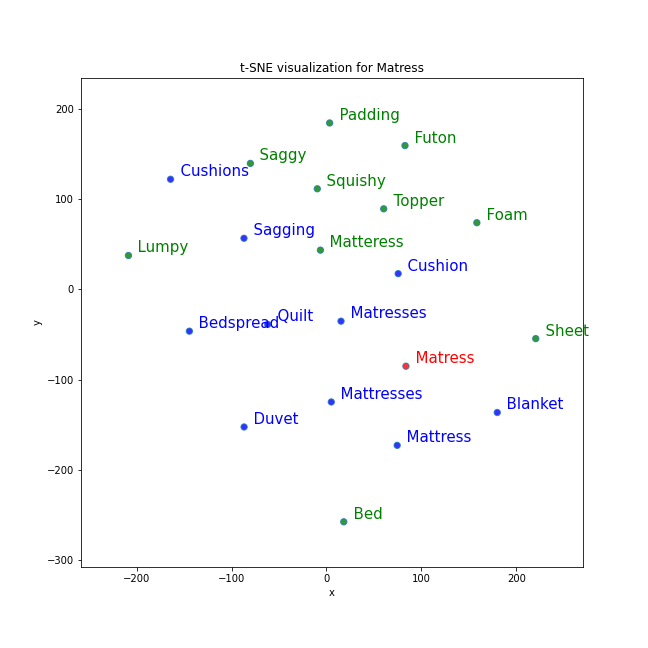 t-SNE visualization for Matress
200
100
0
−100
−200
−300
y
Padding
Futon
Saggy
Cushions
Squishy
Topper
Foam
Sagging
Matteress
Lumpy
Cushion
Bedspread
Quilt
Matresses
Sheet
Matress
Mattresses
Blanket
Duvet
Mattress
Bed
−200
−100
0
100
200
x